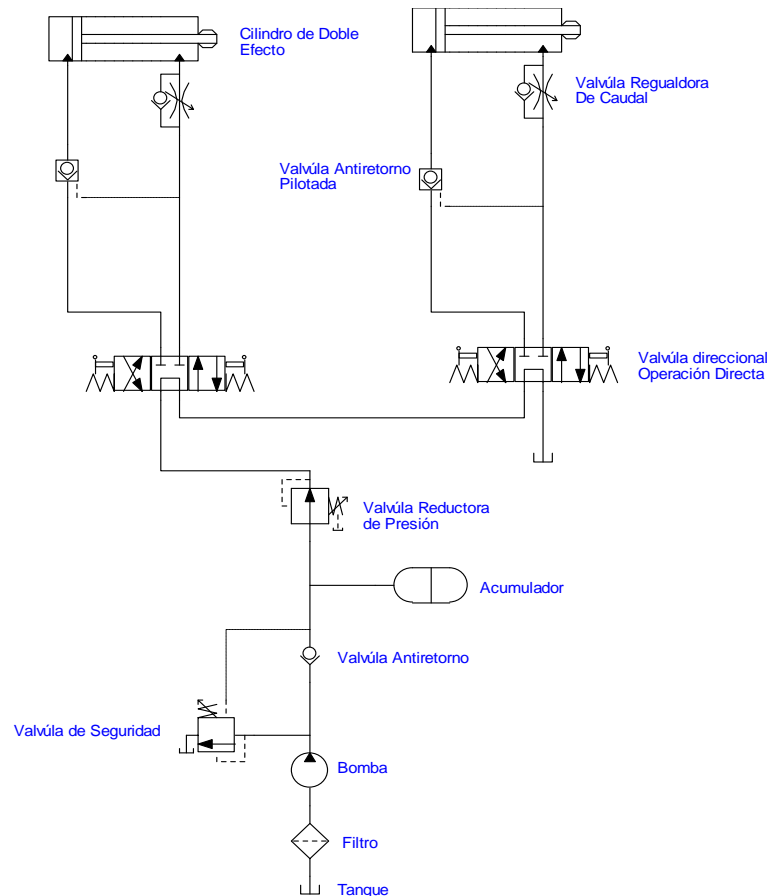 Cilindro de Doble
Efecto
Valvúla Regualdora
De Caudal
Valvúla Antiretorno
Pilotada
Valvúla direccional
Operación Directa
Valvúla Reductora
de Presión
Acumulador
Valvúla Antiretorno
Valvúla de Seguridad
Bomba
Filtro
Tanque